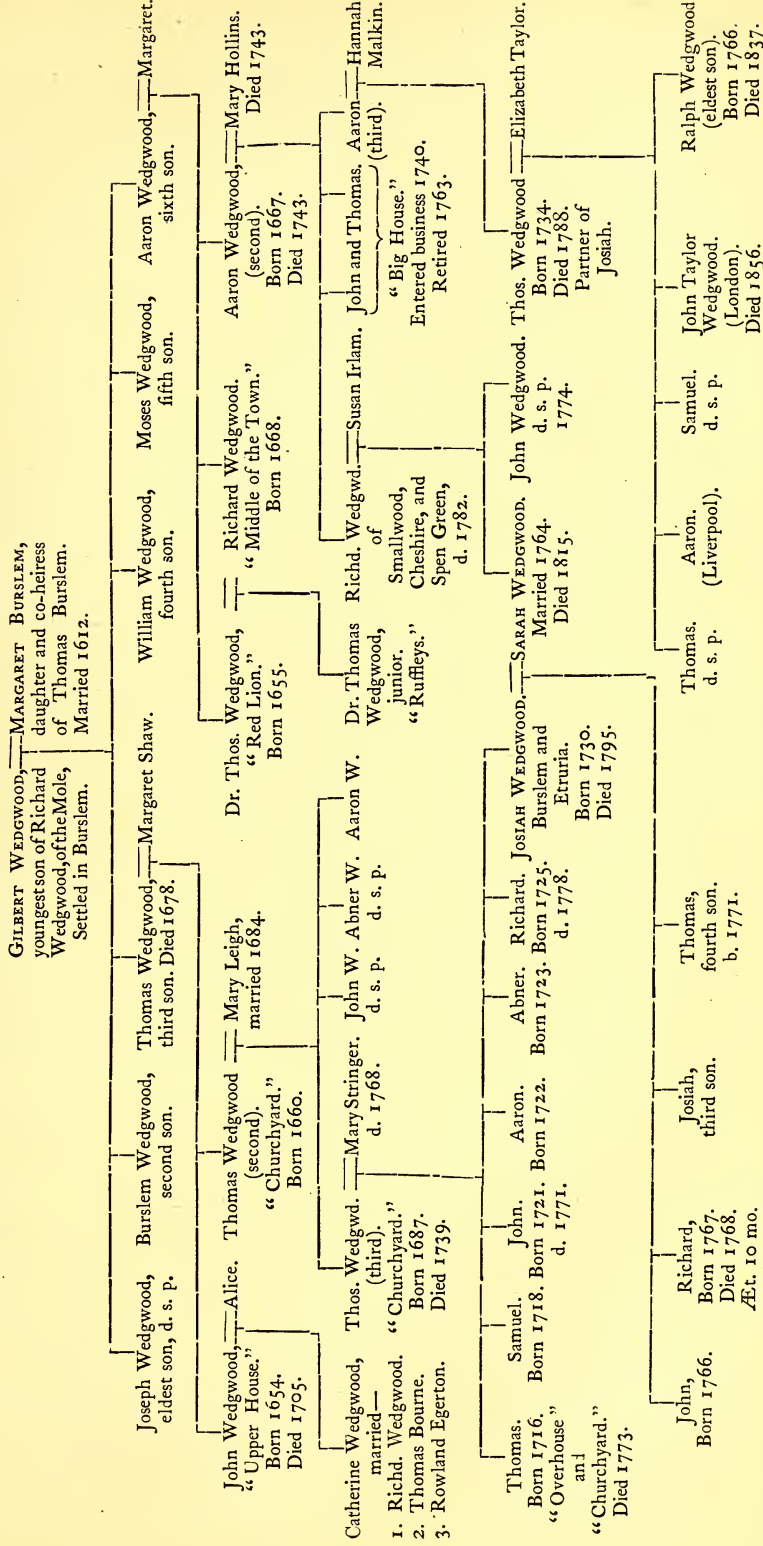 GILBERT WEDGWOOD,
youngest son of Richard
Wedgwood, of the Mole,
Settled in Burslem.
MARGARET BURSLEM,
daughter and co-heiress
of Thomas Burslem.
Married 1612.
Joseph Wedgwood,
eldest son, d. s. p.
Burslem Wedgwood,
second son.
Thomas Wedgwood,
third son. Died 1678.
Margaret Shaw.
William Wedgwood,
fourth son.
Moses Wedgwood,
fifth son.
Aaron Wedgwood,
sixth son.
Margaret.
John Wedgwood,
"Upper House."
Born 1654.
Died 1705.
Alice.
Thomas Wedgwood
(second).
"Churchyard."
Born 1660.
Mary Leigh,
married 1684.
Dr. Thos. Wedgwood,
"Red Lion."
Born 1655.
Richard Wedgwood.
"Middle of the Town."
Born 1668.
Aaron Wedgwood,
(second).
Born 1667.
Died 1743.
Mary Hollins.
Died 1743.
Catherine Wedgwood,
married—
1. Richd. Wedgwood.
2. Thomas Bourne.
3. Rowland Egerton.
Thos. Wedgwd.
(third).
"Churchyard."
Born 1687.
Died 1739.
Mary Stringer.
d. 1768.
John W.
d. s. p.
Abner W.
d. s. p.
Aaron W.
Dr. Thomas
Wedgwood,
junior.
"Ruffleys."
Richd. Wedgwd.
of
Smallwood,
Cheshire, and
Spen Green,
d. 1782.
Susan Irlam.
John and Thomas.
"Big House."
Entered business 1740.
Retired 1763.
Aaron
(third).
Hannah
Malkin.
Thomas.
Born 1716.
"Overhouse"
and
"Churchyard."
Died 1773.
Samuel.
Born 1718.
John.
Born 1721.
d. 1771.
Aaron.
Born 1722.
Abner.
Born 1723.
Richard.
Born 1725.
d. 1778.
JOSIAH WEDGWOOD.
Burslem and
Etruria.
Born 1730.
Died 1795.
SARAH WEDGWOOD.
Married 1764.
Died 1815.
John Wedgwood.
d. s. p.
1774.
Thos. Wedgwood
Born 1734.
Died 1788.
Partner of
Josiah.
Elizabeth Taylor.
John,
Born 1766.
Richard,
Born 1767.
Died 1768.
Æt. 10 mo.
Josiah,
third son.
Thomas,
fourth son.
b. 1771.
Thomas.
d. s. p.
Aaron.
(Liverpool).
Samuel.
d. s. p.
John Taylor
Wedgwood.
(London).
Died 1856.
Ralph Wedgwood
(eldest son).
Born 1766.
Died 1837.